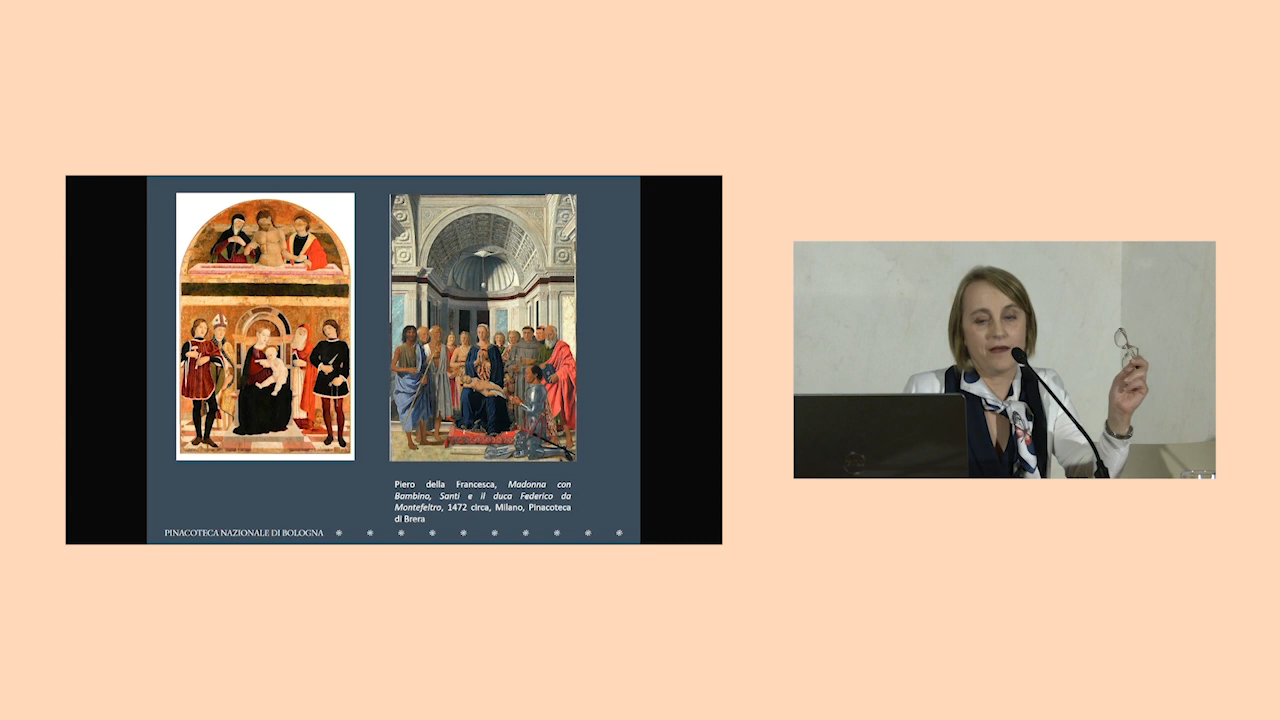 Piero della Francesca, Madonna con
Bambino, Santi e il duca Federico da
Montefeltro, 1472 circa, Milano, Pinacoteca
di Brera
PINACOTECA NAZIONALE DI BOLOGNA